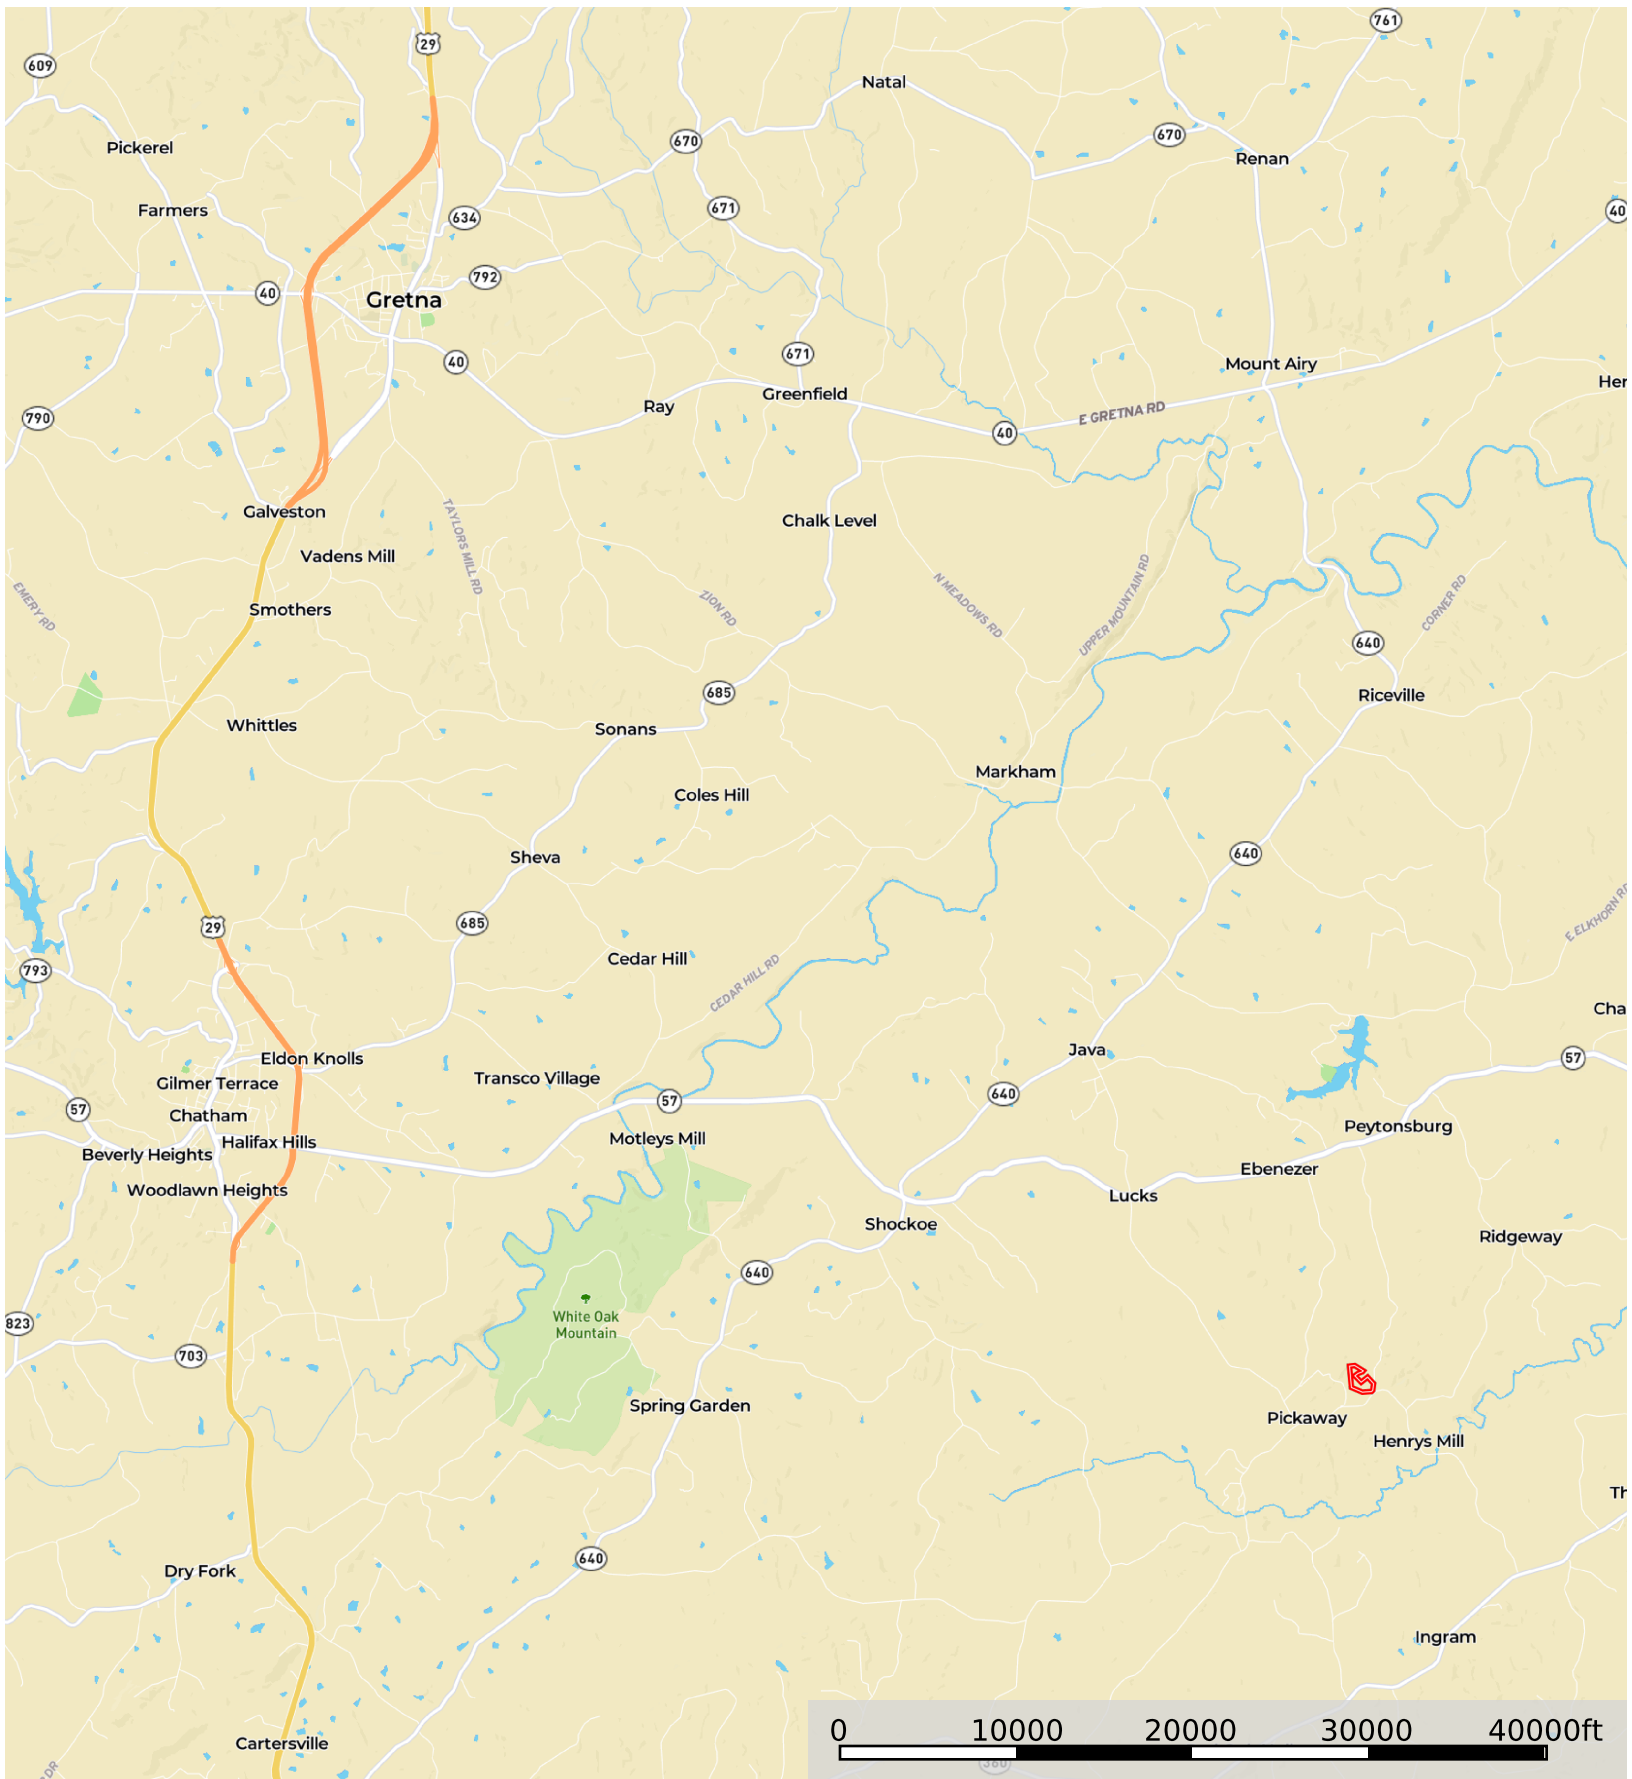 761
29
609
Natal
670
670
Pickerel
Renan
671
Farmers
634
40
792
40
Gretna
671
40
Mount Airy
Her
Greenfield
Ray
790
E GRETNA RD
40
Galveston
Chalk Level
TAYLORS MILL RD
Vadens Mill
EMERY RD
ZION RD
N MEADOWS RD
UPPER MOUNTAIN RD
CORNER RD
Smothers
640
685
Riceville
Whittles
Sonans
Markham
Coles Hill
640
Sheva
29
685
E ELKHORN RD
Cedar Hill
793
CEDAR HILL RD
Cha
Java
57
Eldon Knolls
Transco Village
Gilmer Terrace
640
57
57
Chatham
Peytonsburg
Halifax Hills
Motleys Mill
Beverly Heights
Ebenezer
Woodlawn Heights
Lucks
Shockoe
Ridgeway
640
White Oak
Mountain
823
703
Spring Garden
Pickaway
Henrys Mill
Th
640
Dry Fork
Ingram
Cartersville
0 10000 20000 30000 40000ft
360
DR